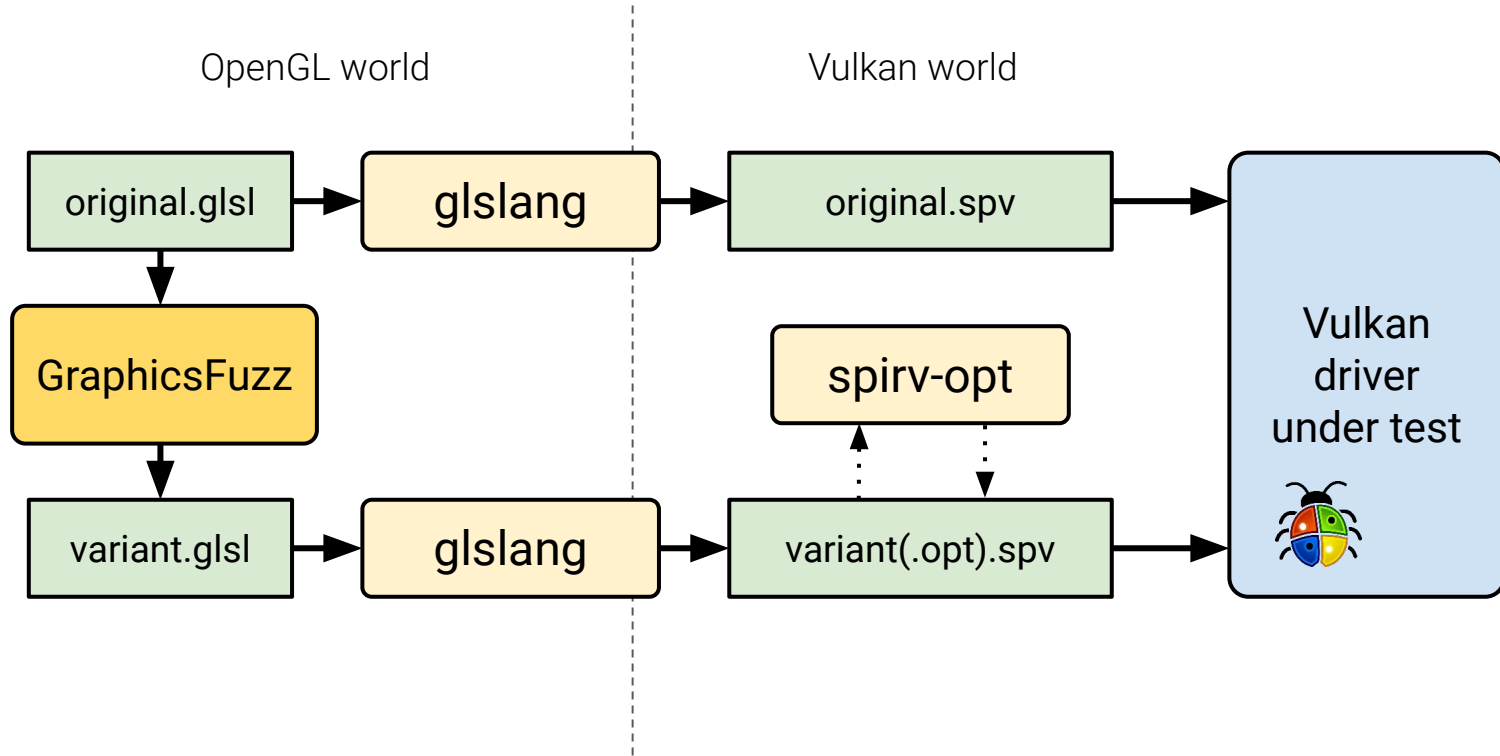 OpenGL world
Vulkan world
original.glsl
glslang
original.spv
GraphicsFuzz
spirv-opt
Vulkan
driver
under test
variant.glsl
glslang
variant(.opt).spv